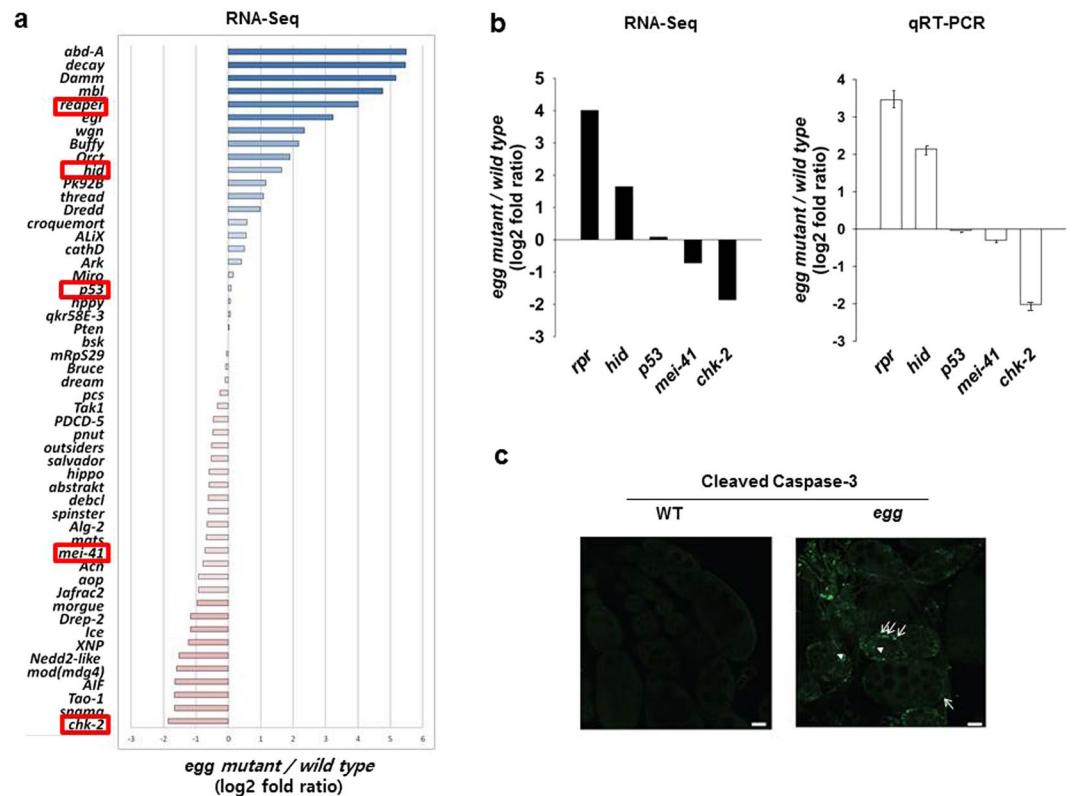 a
RNA-Seq
abd-A
decay
Damm
mbl
reaper
egr
wgn
Buffy
Orct
hid
Pk92B
thread
Dredd
croquemort
ALiX
cathD
Ark
Miro
p53
hppy
qkr58E-3
Pten
bsk
mRpS29
Bruce
dream
pcs
Tak1
PDCD-5
pnut
outsiders
salvador
hippo
abstrakt
debcl
spinster
Alg-2
mats
mei-41
Acn
aop
Jafrac2
morgue
Drep-2
Ice
XNP
Nedd2-like
mod(mdg4)
AIF
Tao-1
chk-2
-3 -2 -1 0 1 2 3 4 5 6
egg mutant / wild type
(log2 fold ratio)
b
RNA-Seq
egg mutant / wild type
(log2 fold ratio)
5
4
3
2
1
0
-1
-2
-3
rpr hid p53 mei-41 chk-2
qRT-PCR
egg mutant / wild type
(log2 fold ratio)
4
3
2
1
0
-1
-2
-3
rpr hid p53 mei-41 chk-2
c
Cleaved Caspase-3
WT egg